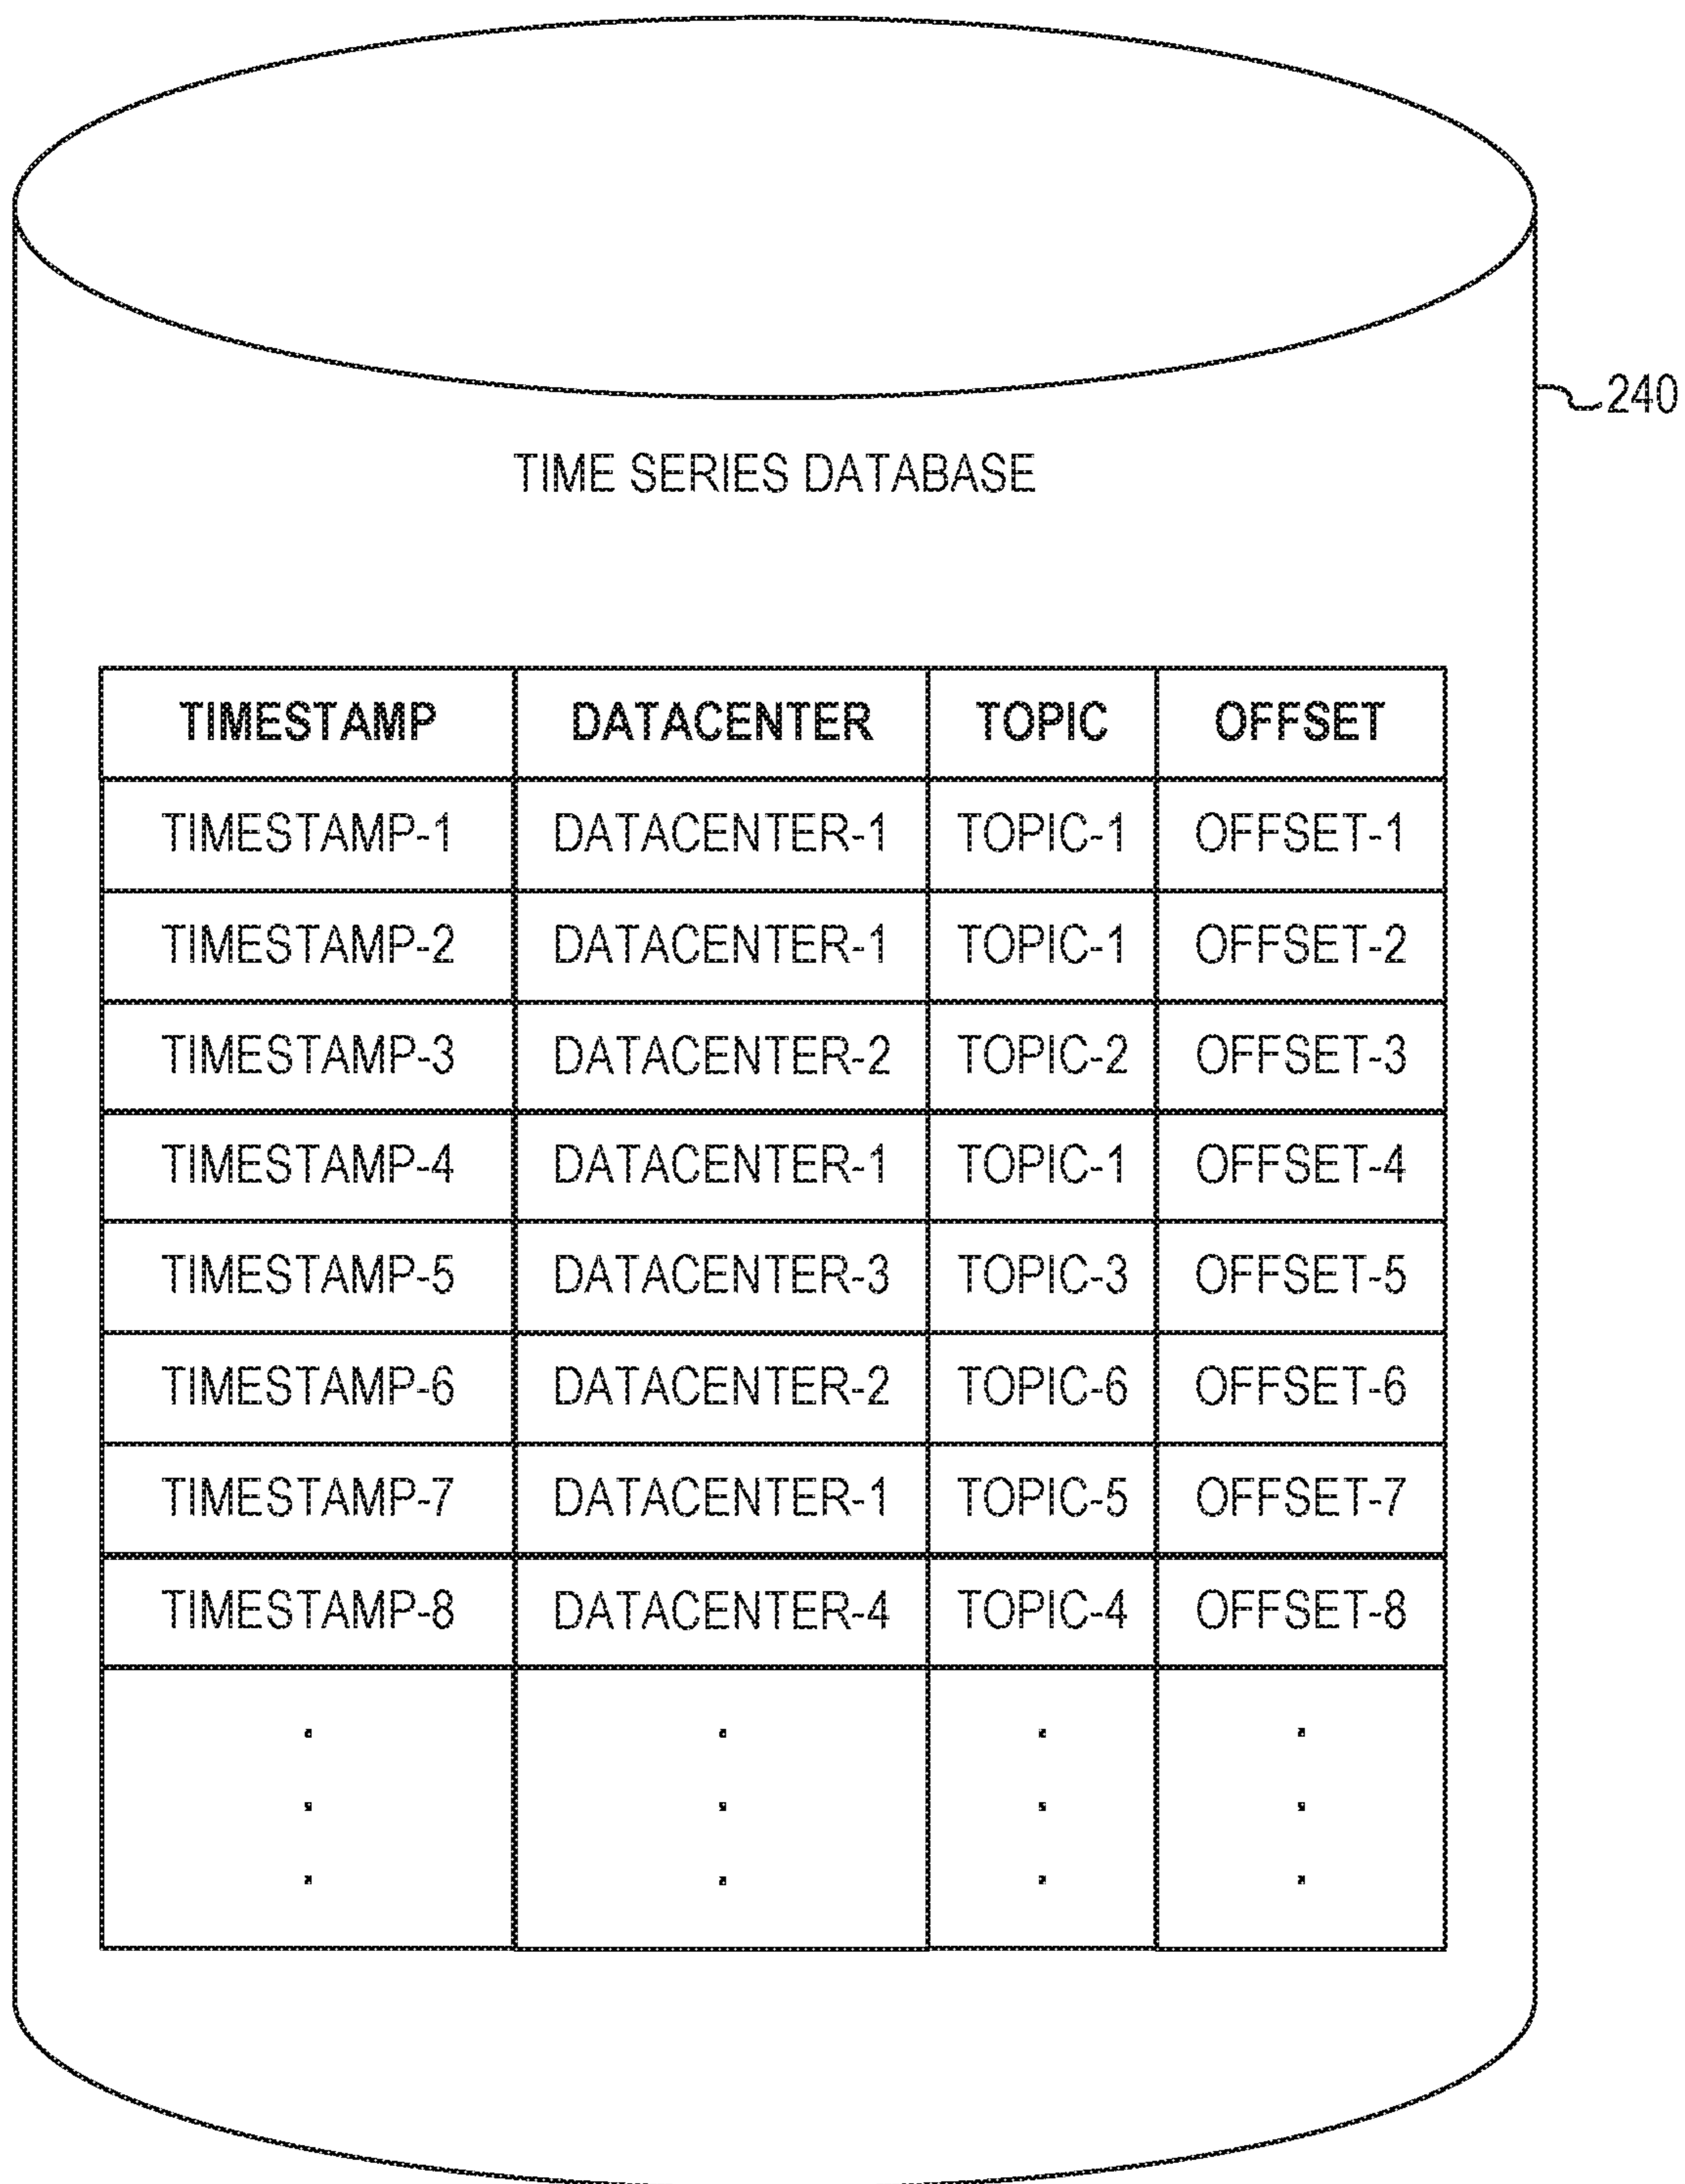 240
TIME SERIES DATABASE
TIMESTAMP DATACENTER TOPIC OFFSET
TIMESTAMP-1 DATACENTER-1 TOPIC-1 OFFSET-1
TIMESTAMP-2 DATACENTER-1 TOPIC-1 OFFSET-2
TIMESTAMP-3 DATACENTER-2 TOPIC-2 OFFSET-3
TIMESTAMP-4 DATACENTER-1 TOPIC-1 OFFSET-4
TIMESTAMP-5 DATACENTER-3 TOPIC-3 OFFSET-5
TIMESTAMP-6 DATACENTER-2 TOPIC-6 OFFSET-6
TIMESTAMP-7 DATACENTER-1 TOPIC-5 OFFSET-7
TIMESTAMP-8 DATACENTER-4 TOPIC-4 OFFSET-8
. . . .
. . . .
. . . .